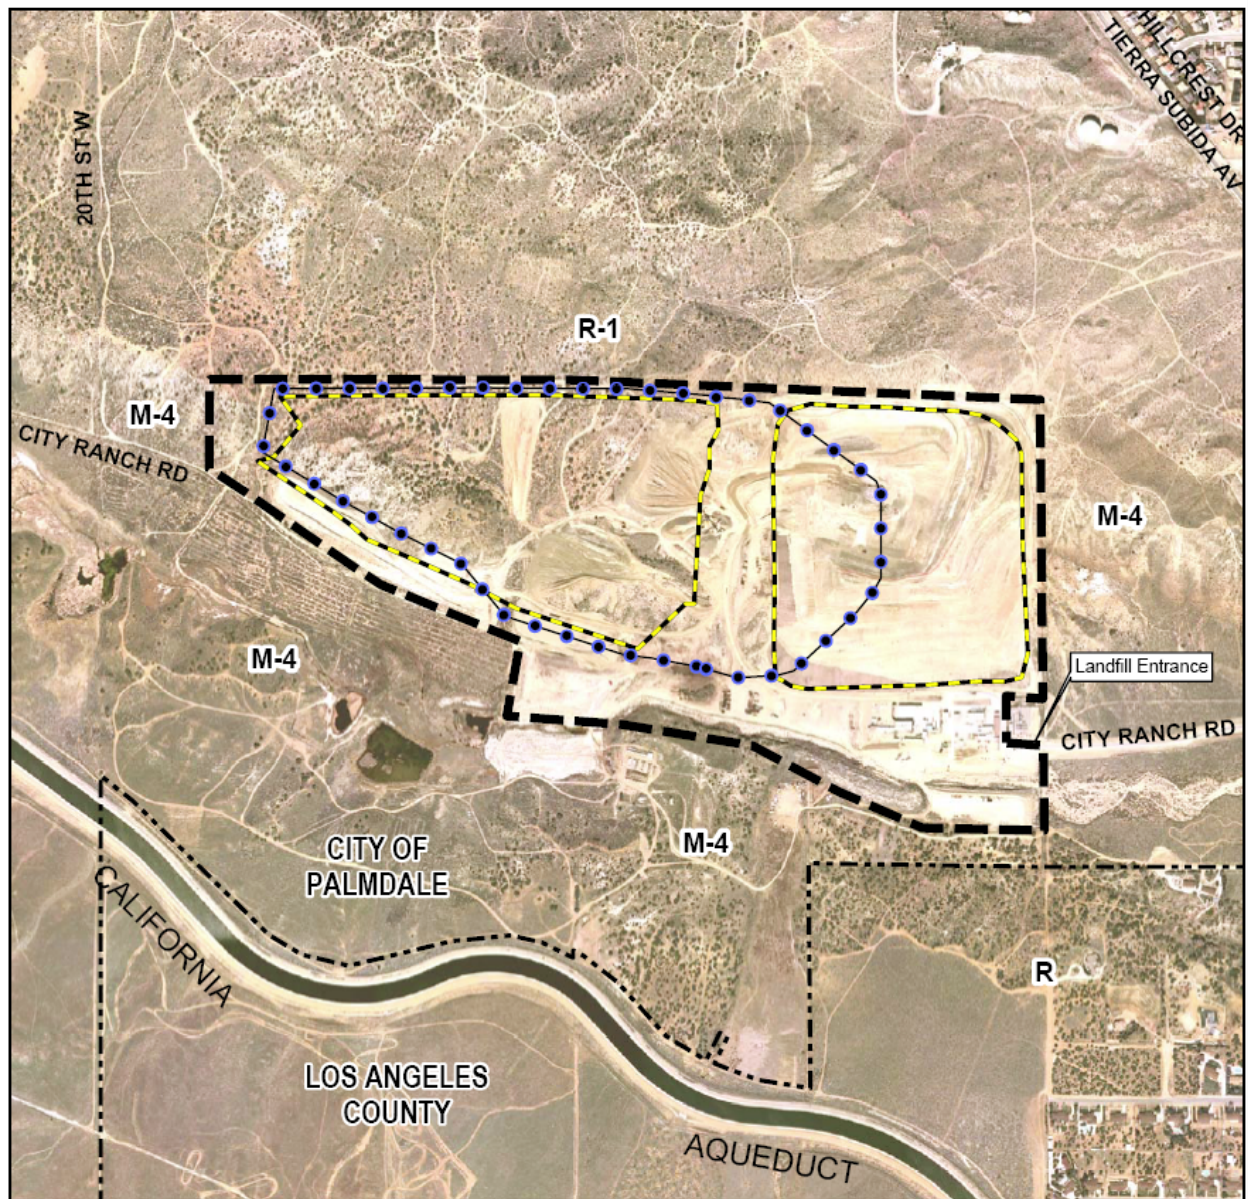 HILLCREST DR
TIERRA SUBIDA AV
20TH ST W
R-1
M-4
CITY RANCH RD
M-4
M-4
Landfill Entrance
CITY RANCH RD
M-4
CITY OF
PALMDALE
CALIFORNIA
R
LOS ANGELES
COUNTY
AQUEDUCT